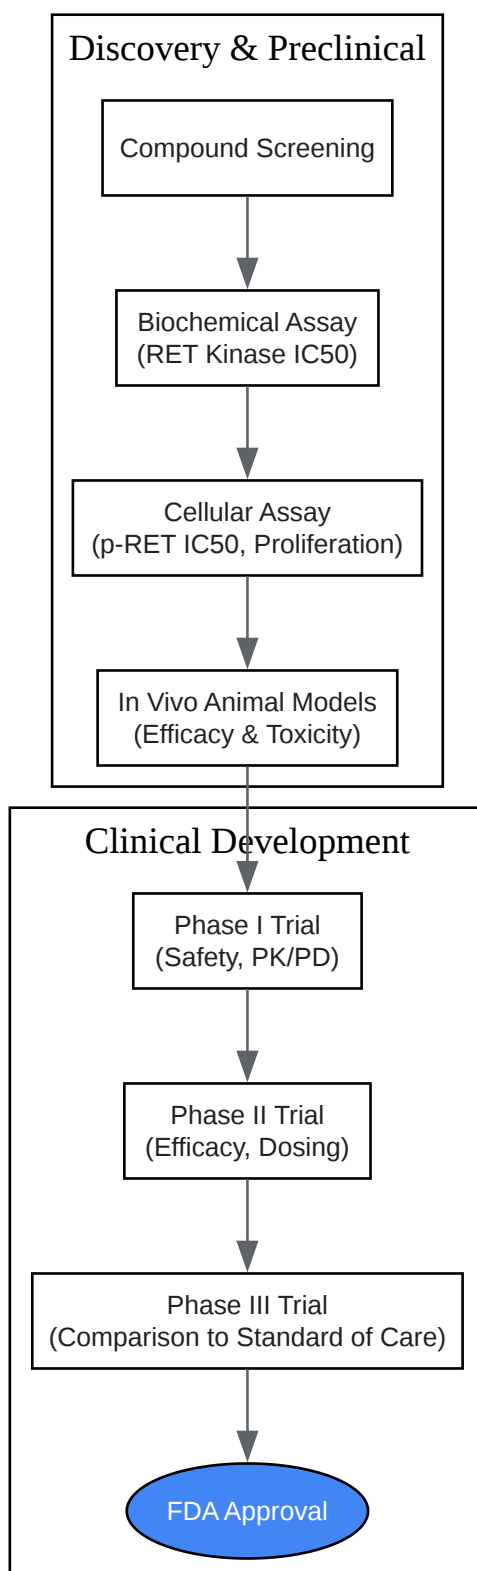 Discovery & Preclinical
Compound Screening
Biochemical Assay
(RET Kinase IC50)
Cellular Assay
(p-RET IC50, Proliferation)
In Vivo Animal Models
(Efficacy & Toxicity)
Clinical Development
Phase I Trial
(Safety, PK/PD)
Phase II Trial
(Efficacy, Dosing)
Phase III Trial
(Comparison to Standard of Care)
FDA Approval